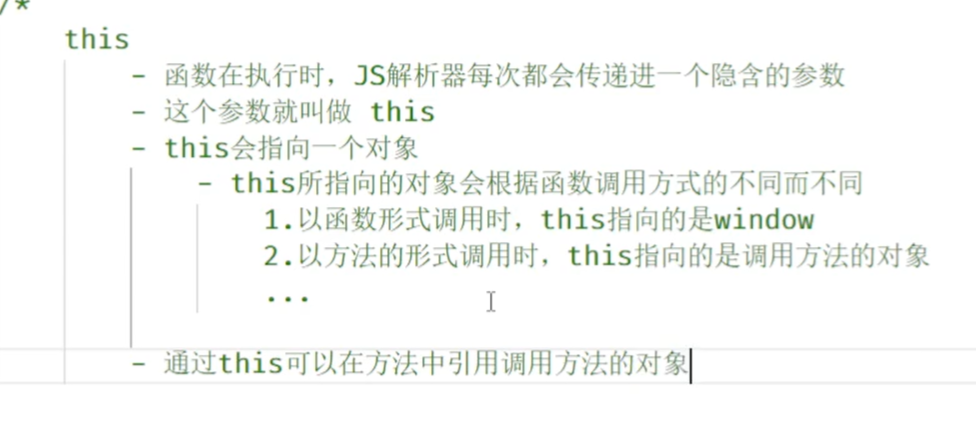 /*
this
- 函数在执行时，JS解析器每次都会传递进一个隐含的参数
- 这个参数就叫做 this
- this会指向一个对象
- this所指向的对象会根据函数调用方式的不同而不同
1.以函数形式调用时，this指向的是window
2.以方法的形式调用时，this指向的是调用方法的对象
...
- 通过this可以在方法中引用调用方法的对象